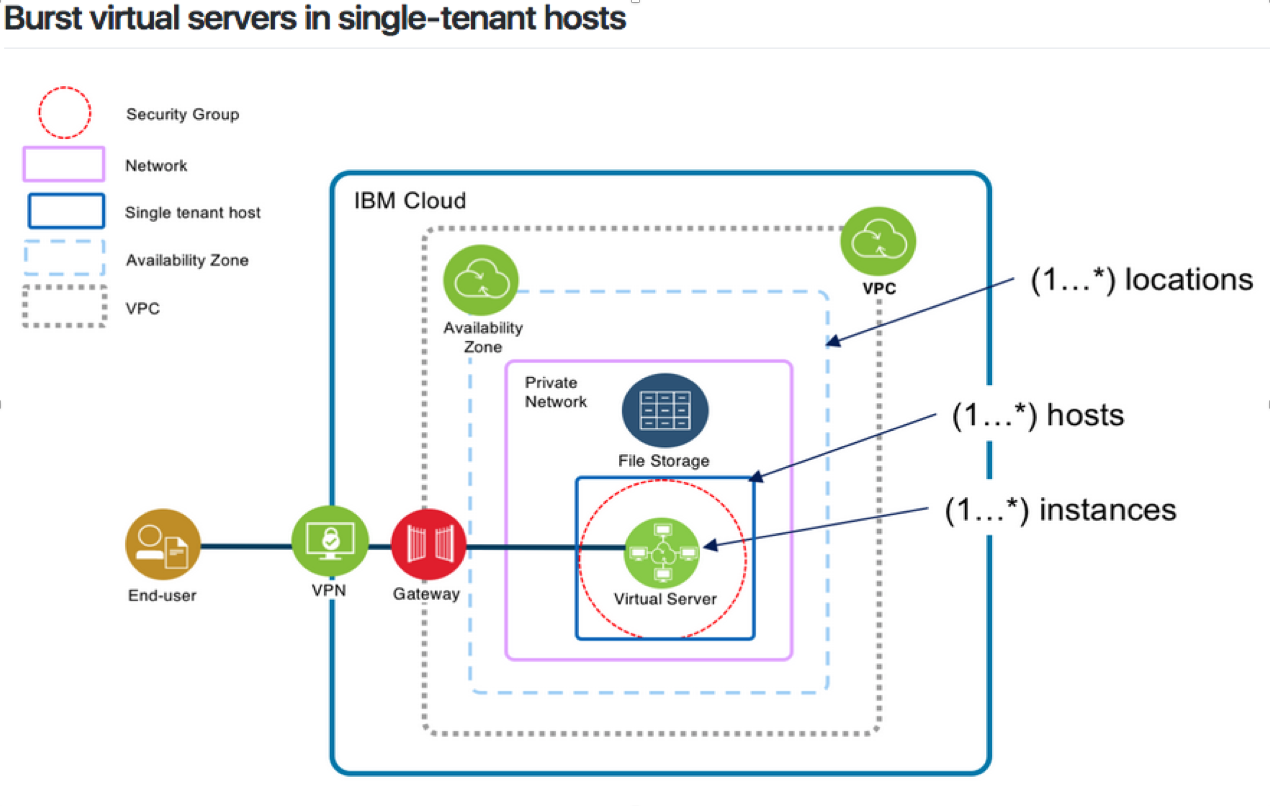 Burst virtual servers in single-tenant hosts
Security Group
Network
Single tenant host
Availability Zone
VPC
IBM Cloud
VPC
Availability
Zone
(1...*) locations
Private
Network
File Storage
(1...*) hosts
(1...*) instances
End-user
VPN
Gateway
Virtual Server